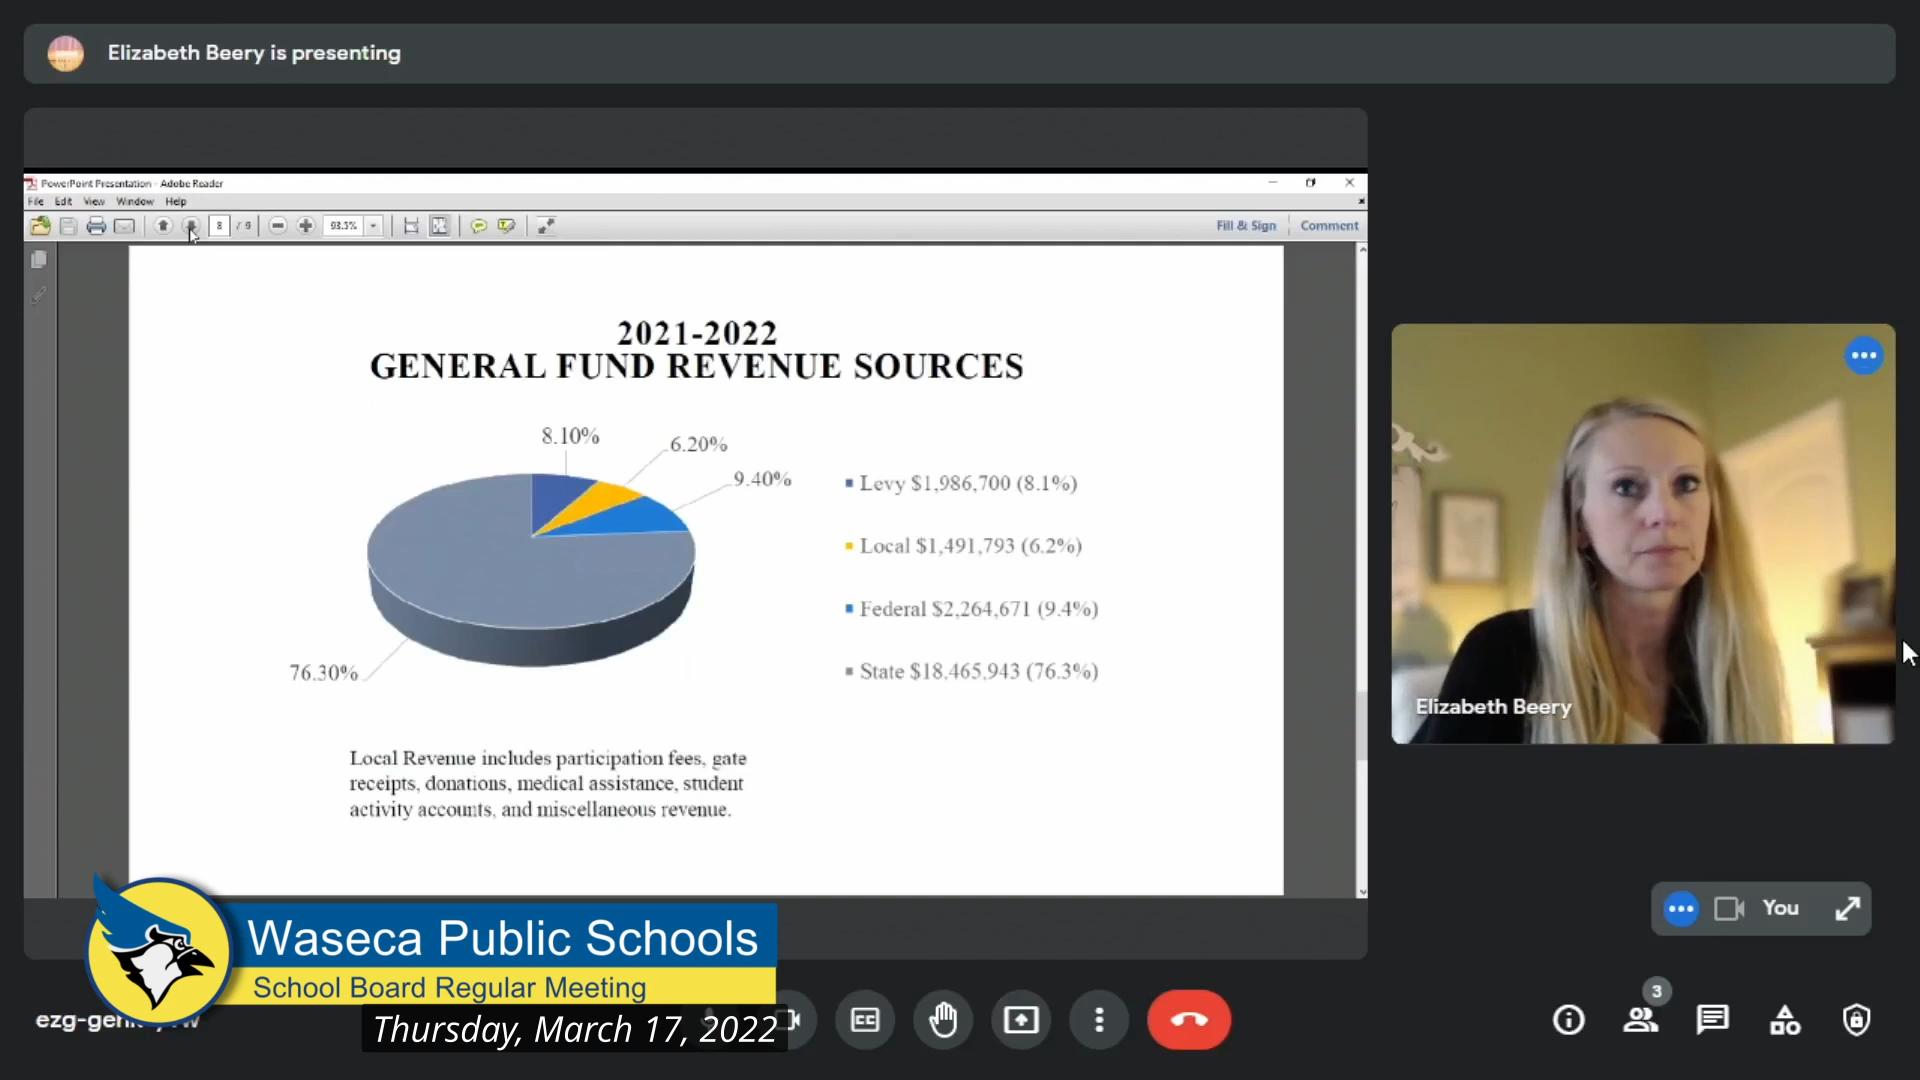 Elizabeth Beery is presenting
PowerPoint Presentation - Adobe Reader
File Edit View Window Help
8 / 9 93.5% Fill & Sign Comment
2021-2022
GENERAL FUND REVENUE SOURCES
8.10%
6.20%
9.40%
76.30%
Levy $1,986,700 (8.1%)
Local $1,491,793 (6.2%)
Federal $2,264,671 (9.4%)
State $18,465,943 (76.3%)
Local Revenue includes participation fees, gate
receipts, donations, medical assistance, student
activity accounts, and miscellaneous revenue.
Elizabeth Beery
You
Waseca Public Schools
School Board Regular Meeting
Thursday, March 17, 2022
CC
3